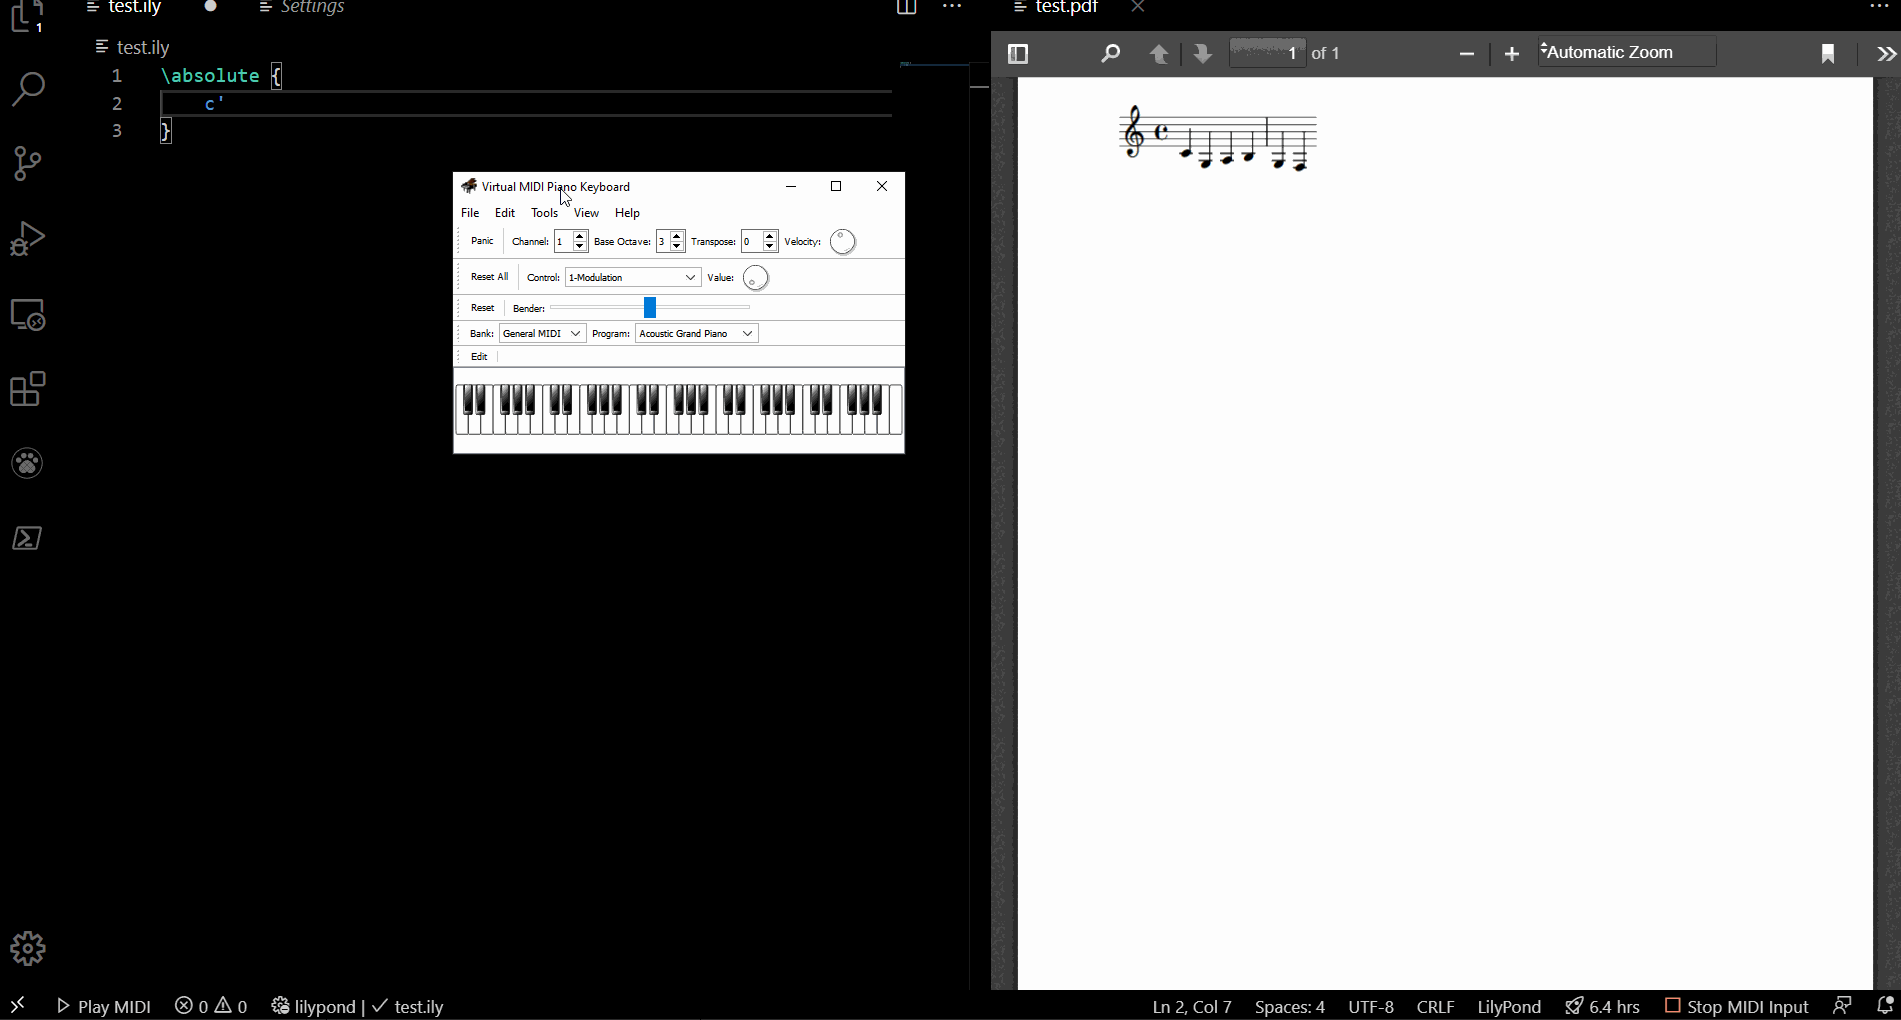 1
test.ily
Settings
test.ily
1 \absolute {
2 c'
3 }
Virtual MIDI Piano Keyboard
File Edit Tools View Help
Panic Channel: 1 Base Octave: 3 Transpose: 0 Velocity:
Reset All Control: 1-Modulation Value:
Reset Bender:
Bank: General MIDI Program: Acoustic Grand Piano
Edit
test.pdf
1 of 1 Automatic Zoom
Play MIDI 0 0 lilypond | ✓ test.ily
Ln 2, Col 7 Spaces: 4 UTF-8 CRLF LilyPond 6.4 hrs Stop MIDI Input